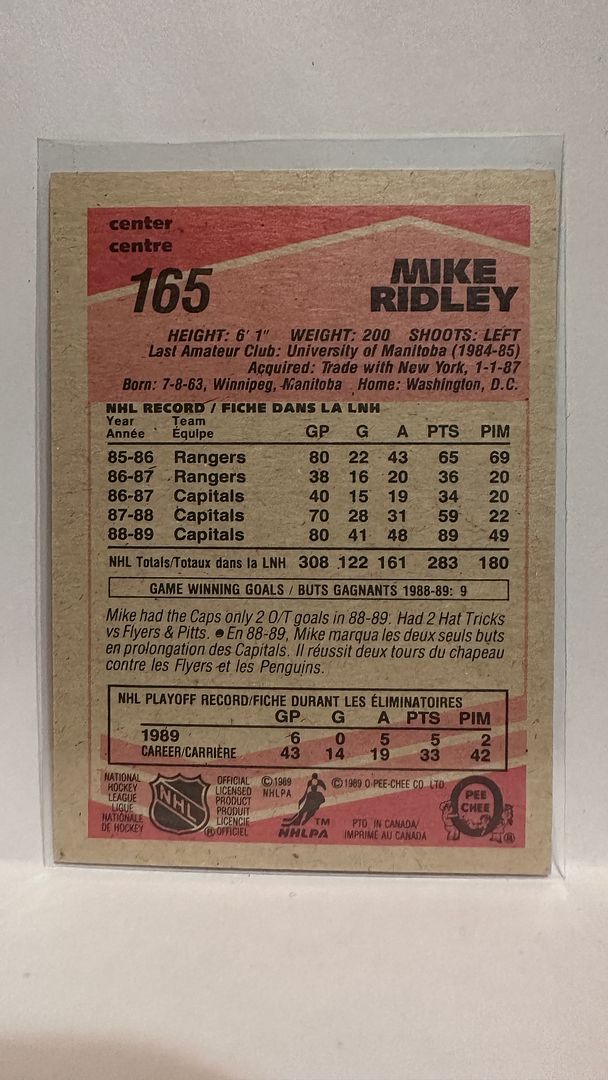 center
centre
165
MIKE
RIDLEY
HEIGHT: 6' 1" WEIGHT: 200 SHOOTS: LEFT
Last Amateur Club: University of Manitoba (1984-85)
Acquired: Trade with New York, 1-1-87
Born: 7-8-63, Winnipeg, Manitoba Home: Washington, D.C.
NHL RECORD / FICHE DANS LA LNH
Year Team
Année Équipe GP G A PTS PIM
85-86 Rangers 80 22 43 65 69
86-87 Rangers 38 16 20 36 20
86-87 Capitals 40 15 19 34 20
87-88 Capitals 70 28 31 59 22
88-89 Capitals 80 41 48 89 49
NHL Totals/Totaux dans la LNH 308 122 161 283 180
GAME WINNING GOALS / BUTS GAGNANTS 1988-89: 9
Mike had the Caps only 2 O/T goals in 88-89. Had 2 Hat Tricks
vs Flyers & Pitts. ● En 88-89, Mike marqua les deux seuls buts
en prolongation des Capitals. Il réussit deux tours du chapeau
contre les Flyers et les Penguins.
NHL PLAYOFF RECORD/FICHE DURANT LES ÉLIMINATOIRES
GP G A PTS PIM
1989 6 0 5 5 2
CAREER/CARRIÈRE 43 14 19 33 42
NATIONAL
HOCKEY
LEAGUE
LIGUE
NATIONALE
DE HOCKEY
NHL
OFFICIAL
LICENSED
PRODUCT
PRODUIT
LICENCIE
® OFFICIEL
© 1989
NHLPA
TM
NHLPA
© 1989 O-PEE-CHEE CO. LTD.
PTD. IN CANADA/
IMPRIMÉ AU CANADA
O
PEE
CHEE
®